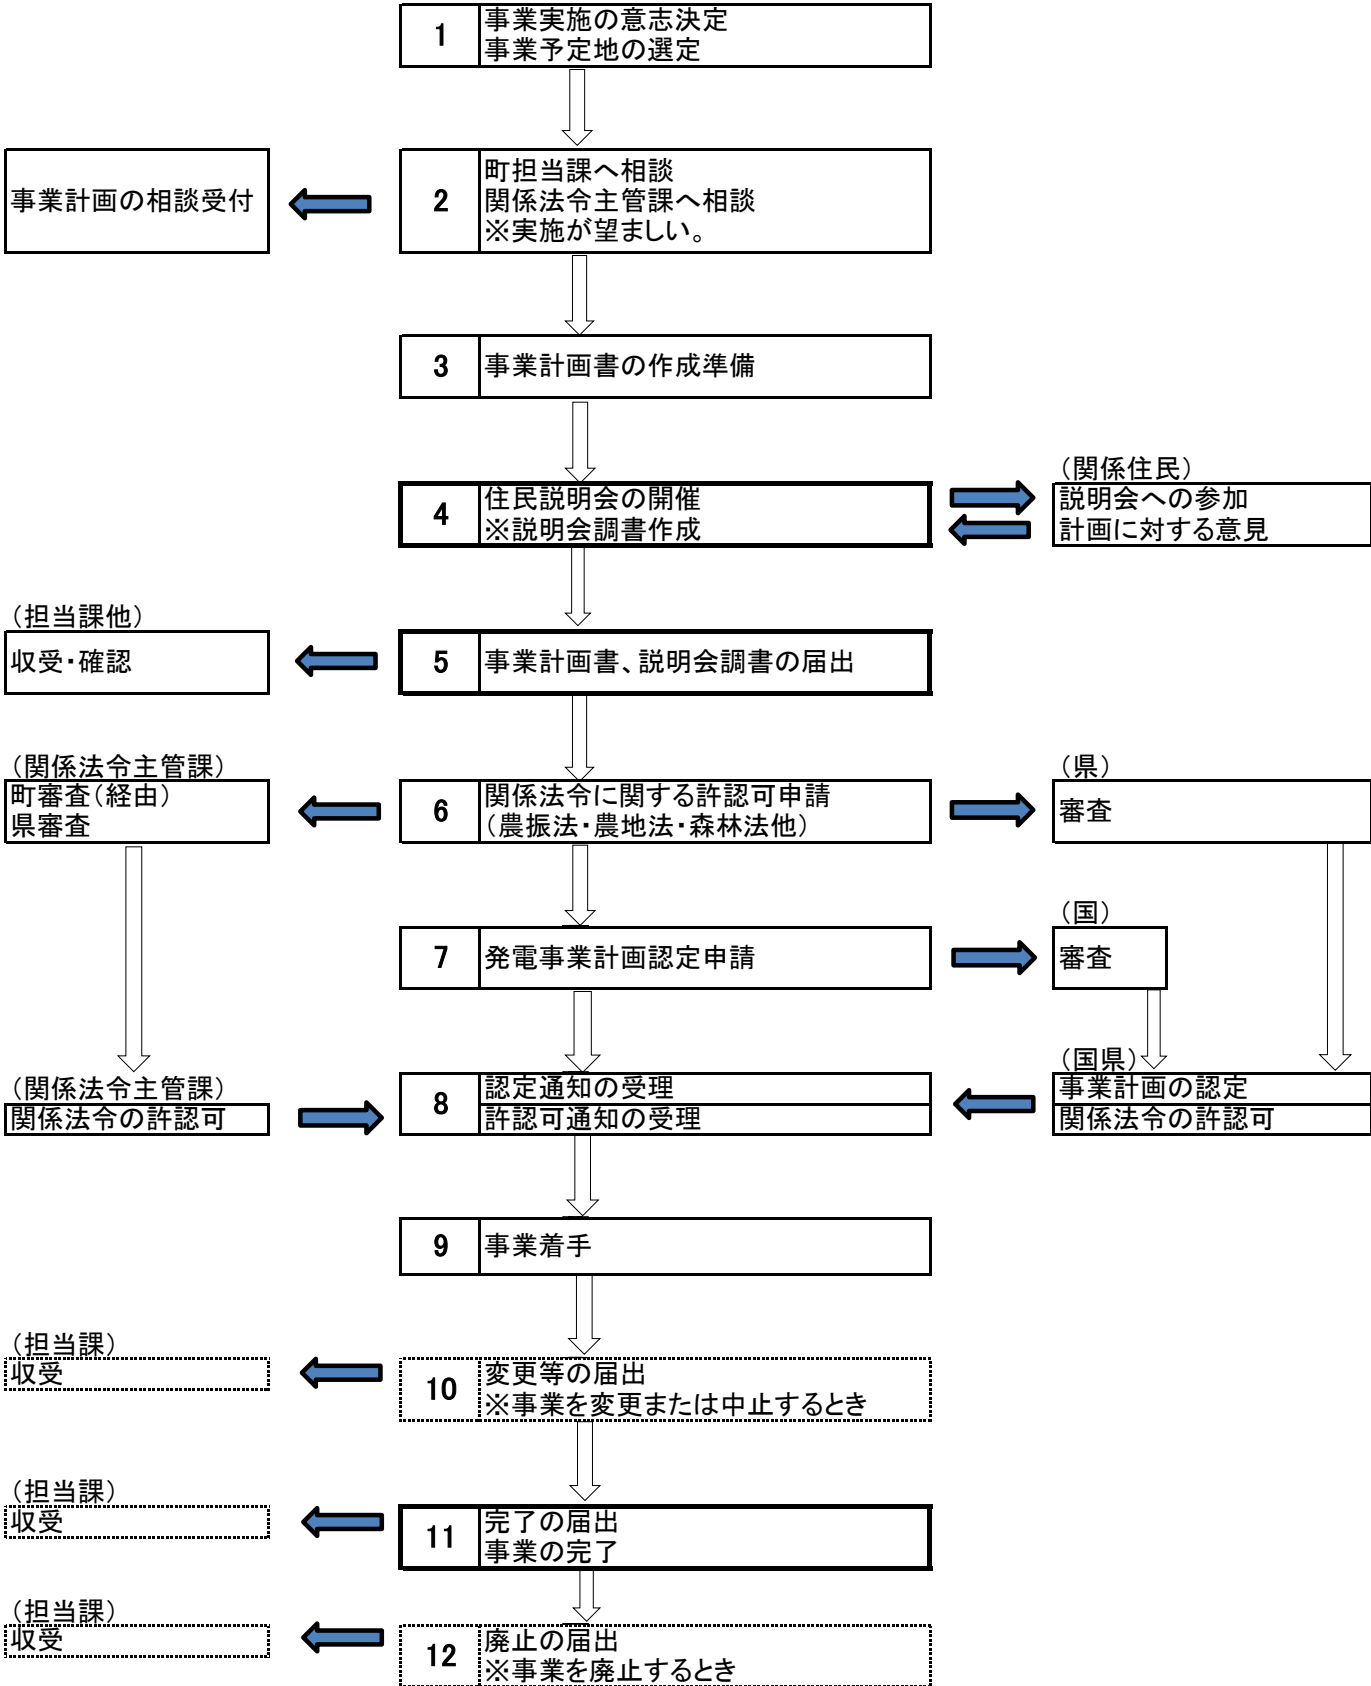 1
事業実施の意志決定
事業予定地の選定
事業計画の相談受付
2
町担当課へ相談
関係法令主管課へ相談
※実施が望ましい。
3
事業計画書の作成準備
4
住民説明会の開催
※説明会調書作成
(関係住民)
説明会への参加
計画に対する意見
(担当課他)
収受・確認
5
事業計画書、説明会調書の届出
(関係法令主管課)
町審査(経由)
県審査
6
関係法令に関する許認可申請
(農振法・農地法・森林法他)
(県)
審査
7
発電事業計画認定申請
(国)
審査
(関係法令主管課)
関係法令の許認可
8
認定通知の受理
許認可通知の受理
(国県)
事業計画の認定
関係法令の許認可
9
事業着手
(担当課)
収受
10
変更等の届出
※事業を変更または中止するとき
(担当課)
収受
11
完了の届出
事業の完了
(担当課)
収受
12
廃止の届出
※事業を廃止するとき